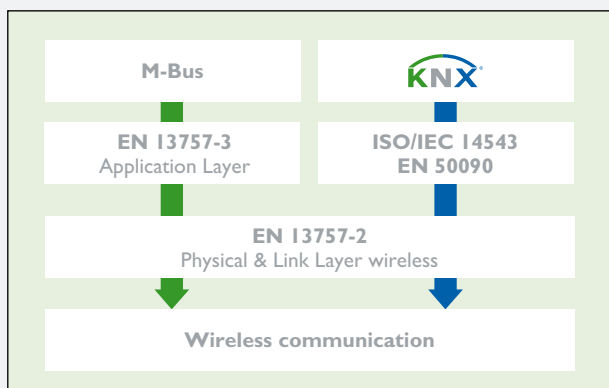 M-Bus
KNX®
EN 13757-3
Application Layer
ISO/IEC 14543
EN 50090
EN 13757-2
Physical & Link Layer wireless
Wireless communication